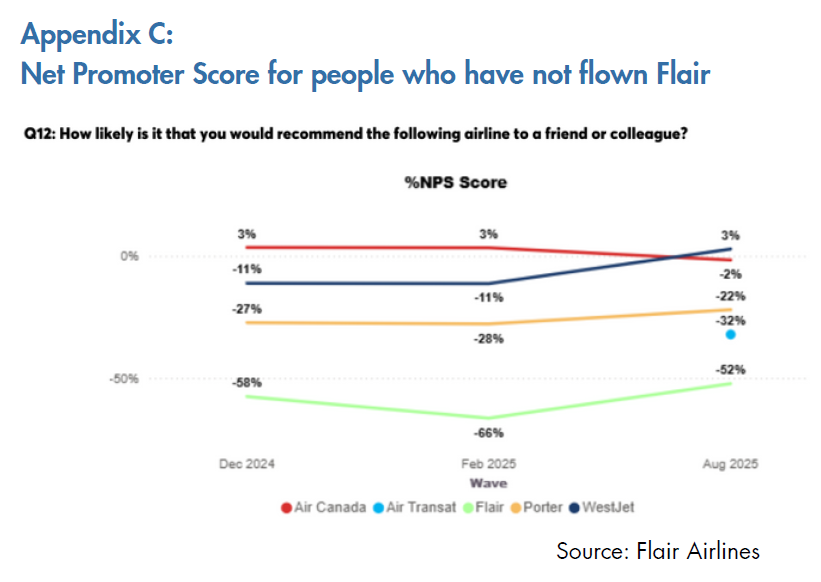 Appendix C:
Net Promoter Score for people who have not flown Flair
Q12: How likely is it that you would recommend the following airline to a friend or colleague?
%NPS Score
3% 3% 3%
0%
-11% -2%
-11% -22%
-27% -32%
-28%
-52%
-50% -58%
-66%
Dec 2024 Feb 2025 Aug 2025
Wave
Air Canada Air Transat Flair Porter WestJet
Source: Flair Airlines